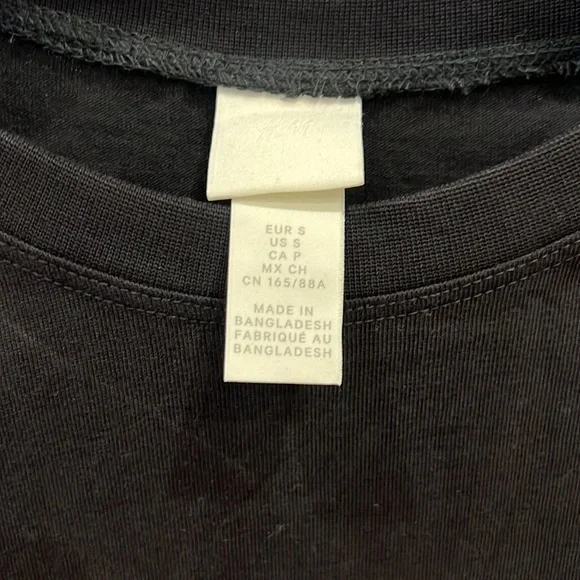 EUR S
US S
CA P
MX CH
CN 165/88A
MADE IN
BANGLADESH
FABRIQUÉ AU
BANGLADESH